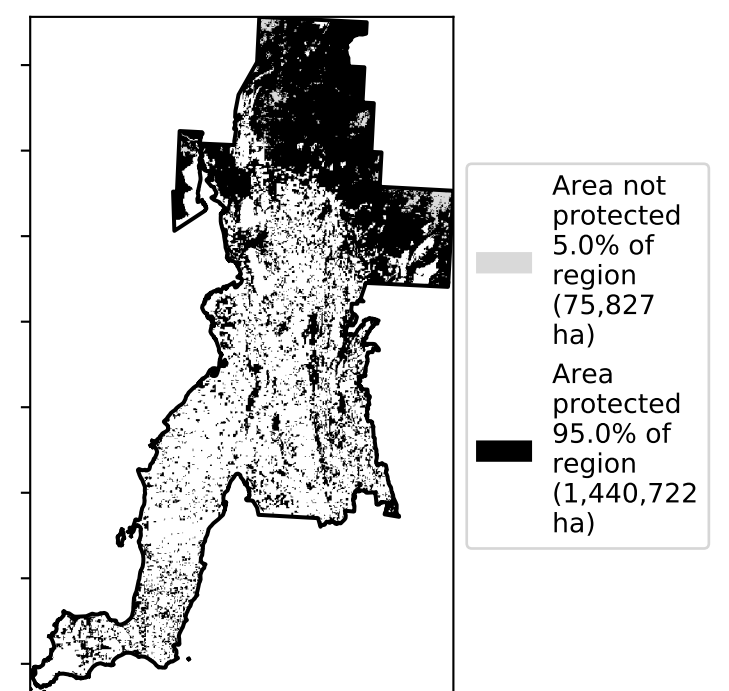 Area not
protected
5.0% of
region
(75,827
ha)
Area
protected
95.0% of
region
(1,440,722
ha)